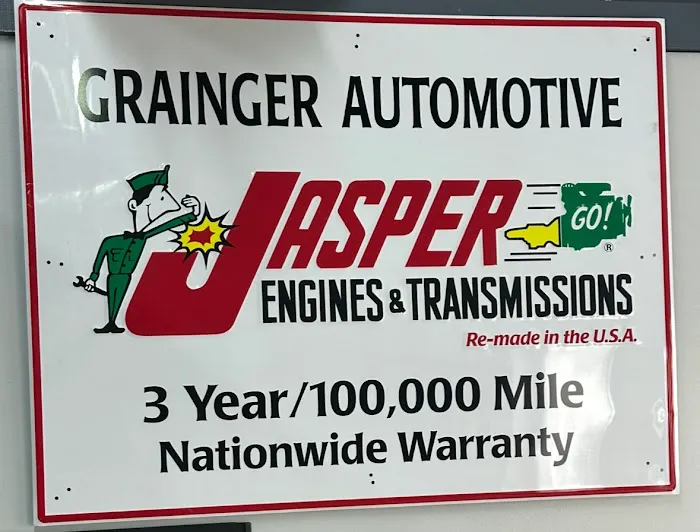 GRAINGER AUTOMOTIVE
JASPER
GO!
®
ENGINES & TRANSMISSIONS
Re-made in the U.S.A.
3 Year/100,000 Mile
Nationwide Warranty